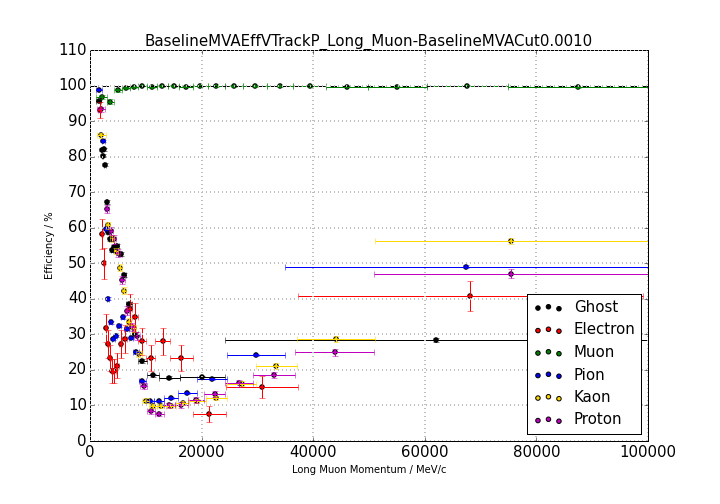 BaselineMVAEffVTrackP_Long_Muon-BaselineMVACut0.0010
110
100
90
80
70
60
50
40
30
20
10
0
Efficiency / %
0
20000
40000
60000
80000
100000
Long Muon Momentum / MeV/c
Ghost
Electron
Muon
Pion
Kaon
Proton